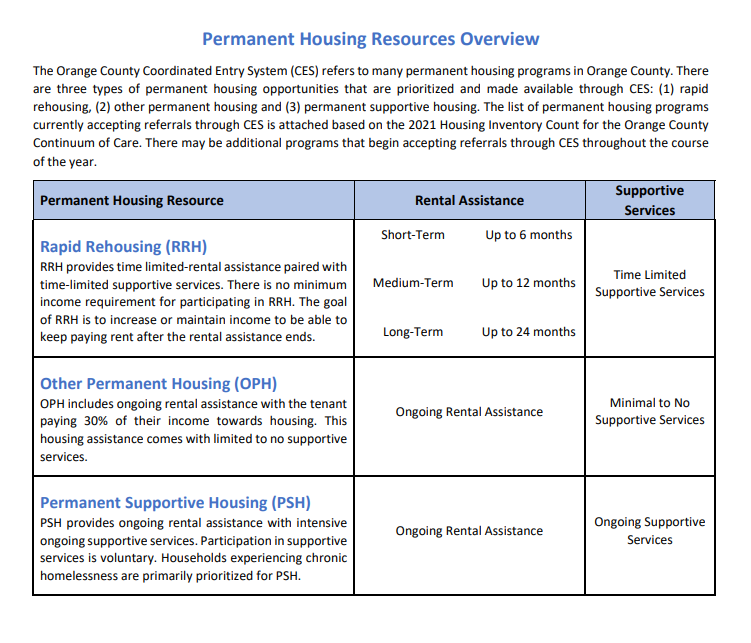 Permanent Housing Resources Overview
The Orange County Coordinated Entry System (CES) refers to many permanent housing programs in Orange County. There
are three types of permanent housing opportunities that are prioritized and made available through CES: (1) rapid
rehousing, (2) other permanent housing and (3) permanent supportive housing. The list of permanent housing programs
currently accepting referrals through CES is attached based on the 2021 Housing Inventory Count for the Orange County
Continuum of Care. There may be additional programs that begin accepting referrals through CES throughout the course
of the year.
Permanent Housing Resource
Rental Assistance
Supportive
Services
Rapid Rehousing (RRH)
RRH provides time limited-rental assistance paired with
time-limited supportive services. There is no minimum
income requirement for participating in RRH. The goal
of RRH is to increase or maintain income to be able to
keep paying rent after the rental assistance ends.
Short-Term Up to 6 months
Medium-Term Up to 12 months
Long-Term Up to 24 months
Time Limited
Supportive Services
Other Permanent Housing (OPH)
OPH includes ongoing rental assistance with the tenant
paying 30% of their income towards housing. This
housing assistance comes with limited to no supportive
services.
Ongoing Rental Assistance
Minimal to No
Supportive Services
Permanent Supportive Housing (PSH)
PSH provides ongoing rental assistance with intensive
ongoing supportive services. Participation in supportive
services is voluntary. Households experiencing chronic
homelessness are primarily prioritized for PSH.
Ongoing Rental Assistance
Ongoing Supportive
Services